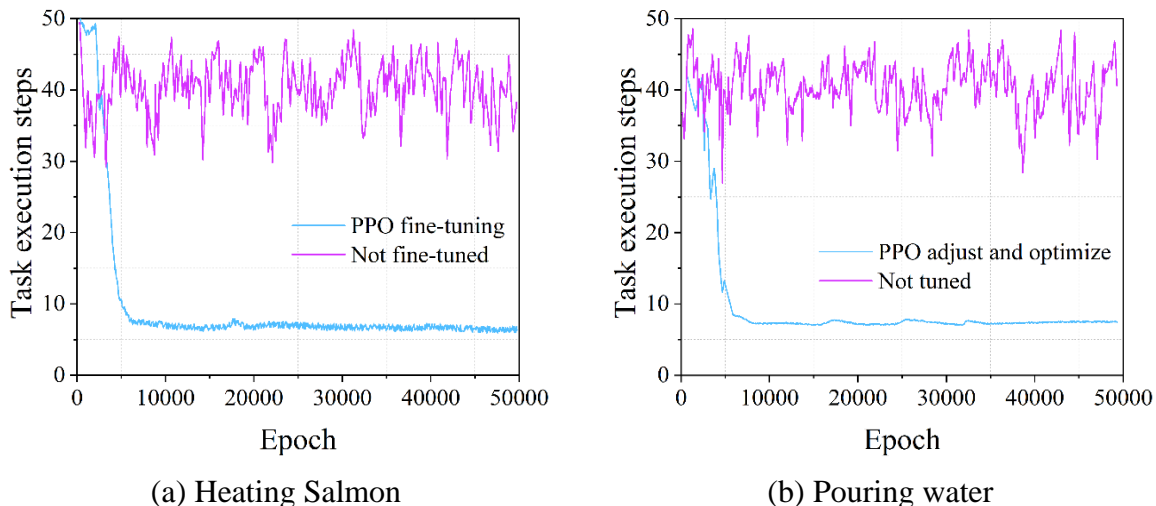 50
40
30
20
10
0
Task execution steps
PPO fine-tuning
Not fine-tuned
0 10000 20000 30000 40000 50000
Epoch
(a) Heating Salmon
50
40
30
20
10
0
Task execution steps
PPO adjust and optimize
Not tuned
0 10000 20000 30000 40000 50000
Epoch
(b) Pouring water